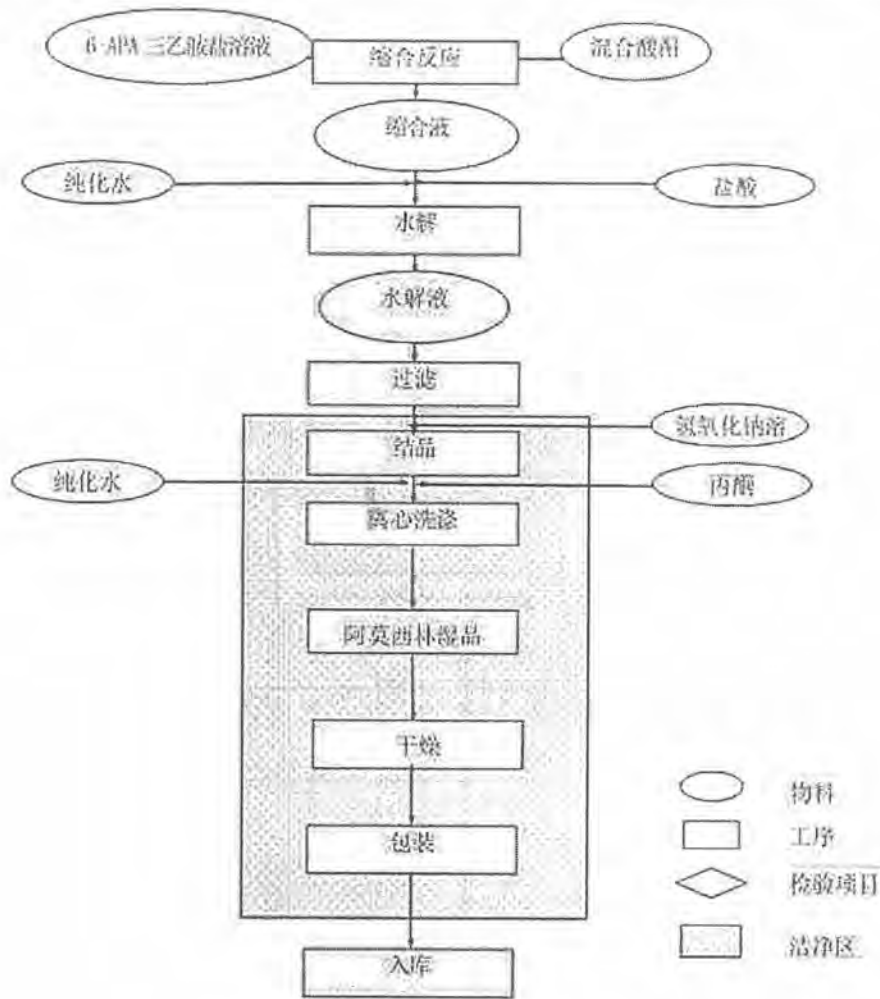 6-APA 三乙胺盐溶液
缩合反应
混合酸酐
缩合液
纯化水
盐酸
水解
水解液
过滤
氢氧化钠溶
结晶
纯化水
丙酮
离心洗涤
阿莫西林湿品
干燥
包装
入库
物料
工序
检验项目
洁净区